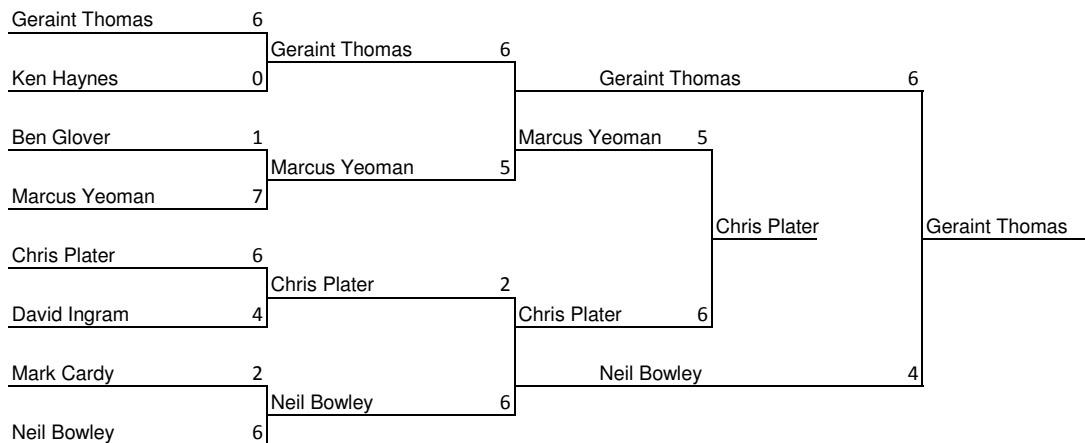 Geraint Thomas 6
Geraint Thomas 6
Ken Haynes 0
Geraint Thomas 6
Ben Glover 1
Marcus Yeoman 5
Marcus Yeoman 5
Marcus Yeoman 7
Chris Plater
Geraint Thomas
Chris Plater 6
Chris Plater 2
David Ingram 4
Chris Plater 6
Mark Cardy 2
Neil Bowley 4
Neil Bowley 6
Neil Bowley 6